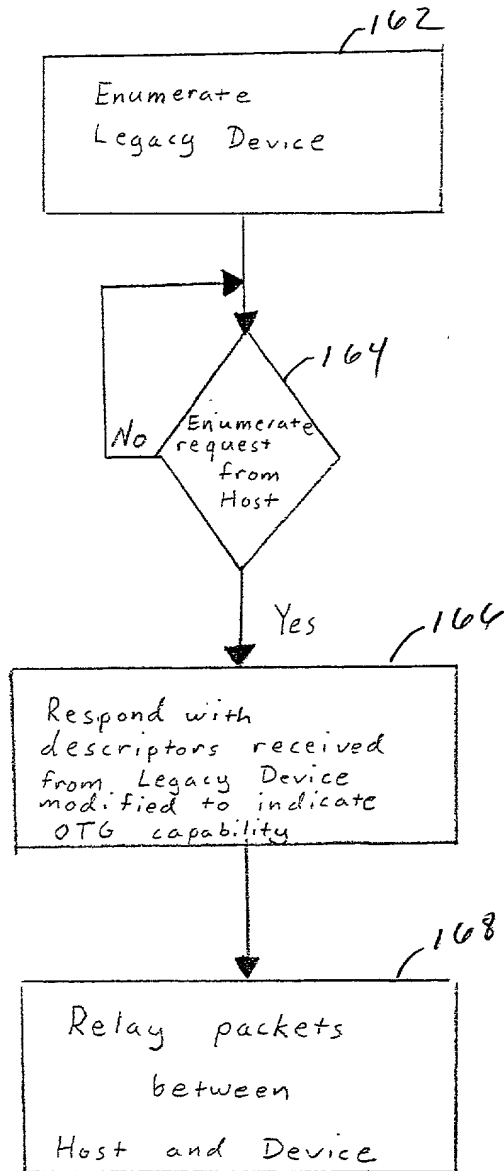 162
Enumerate
Legacy Device
164
No
Enumerate
request
from
Host
Yes
166
Respond with
descriptors received
from Legacy Device
modified to indicate
OTG capability
168
Relay packets
between
Host and Device